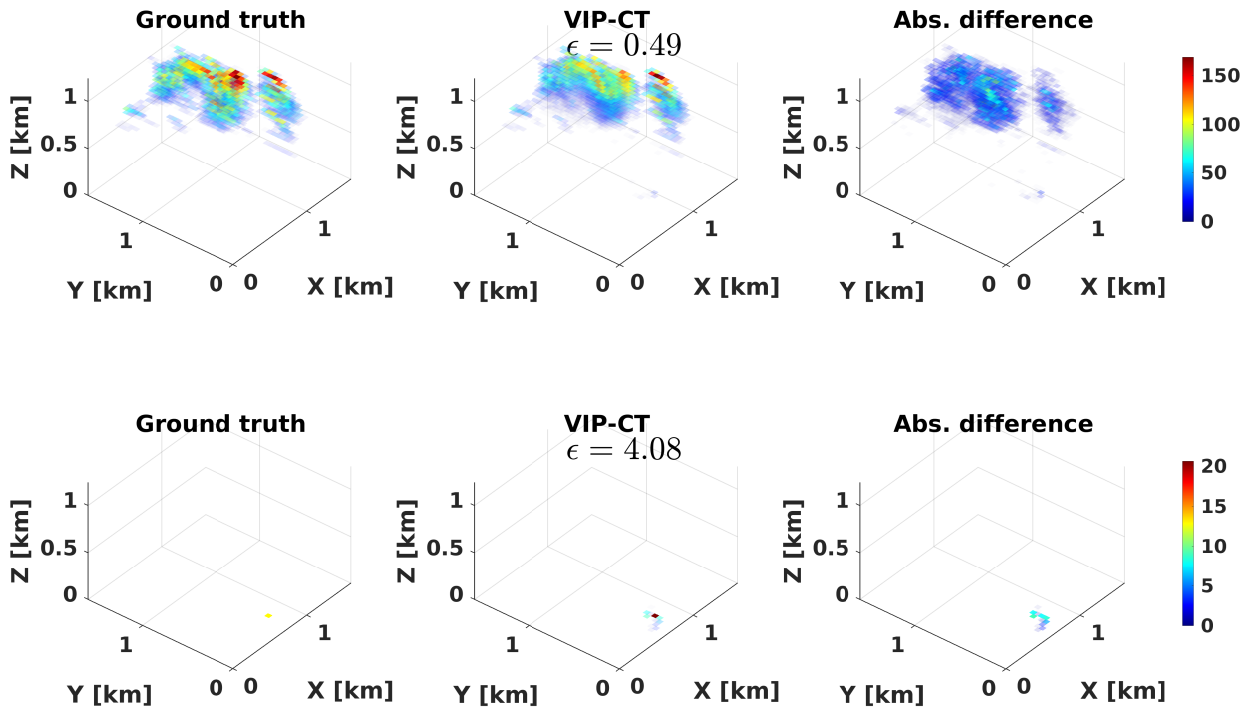 Ground truth
VIP-CT
ϵ = 0.49
Abs. difference
Z [km]
1
0.5
0
1
Y [km]
0
0
1
X [km]
Z [km]
1
0.5
0
1
Y [km]
0
0
1
X [km]
Z [km]
1
0.5
0
1
Y [km]
0
0
1
X [km]
150
100
50
0
Ground truth
VIP-CT
ϵ = 4.08
Abs. difference
Z [km]
1
0.5
0
1
Y [km]
0
0
1
X [km]
Z [km]
1
0.5
0
1
Y [km]
0
0
1
X [km]
Z [km]
1
0.5
0
1
Y [km]
0
0
1
X [km]
20
15
10
5
0